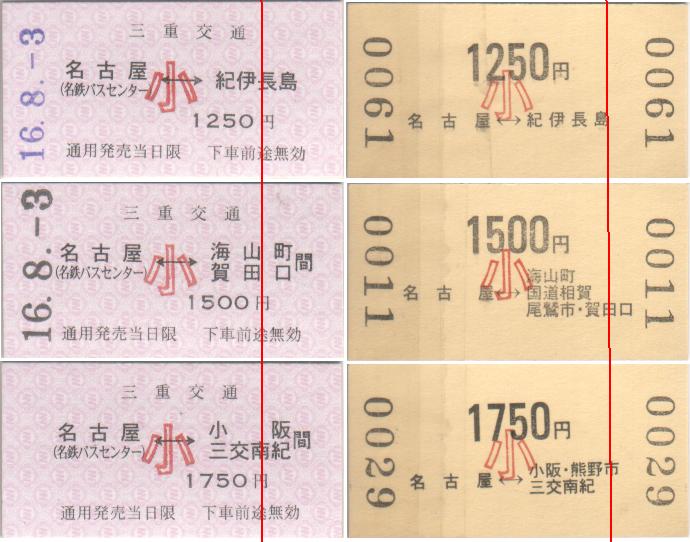 16.8.-3
三重交通
名古屋 ↔ 紀伊長島
(名鉄バスセンター)
小
1250円
通用発売当日限 下車前途無効
0061
1250円
小
名古屋 ↔ 紀伊長島
0061
16.8.-3
三重交通
名古屋 ↔ 海山町 賀田口 間
(名鉄バスセンター)
小
1500円
通用発売当日限 下車前途無効
0011
1500円
小
海山町
名古屋 ↔ 国道相賀
尾鷲市・賀田口
0011
三重交通
名古屋 ↔ 小阪 三交南紀 間
(名鉄バスセンター)
小
1750円
通用発売当日限 下車前途無効
0029
1750円
小
小阪・熊野市
名古屋 ↔ 三交南紀
0029